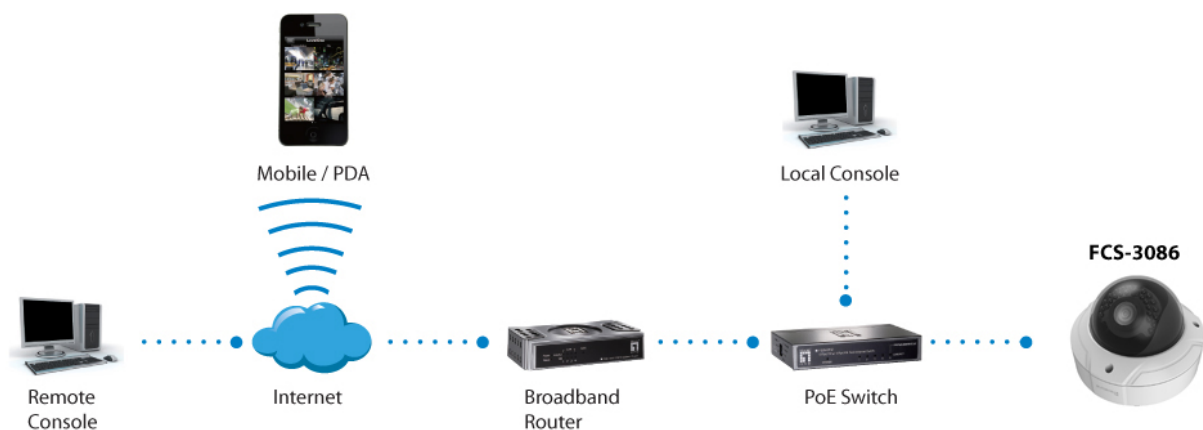 Mobile / PDA
Local Console
FCS-3086
Remote
Console
Internet
Broadband
Router
PoE Switch